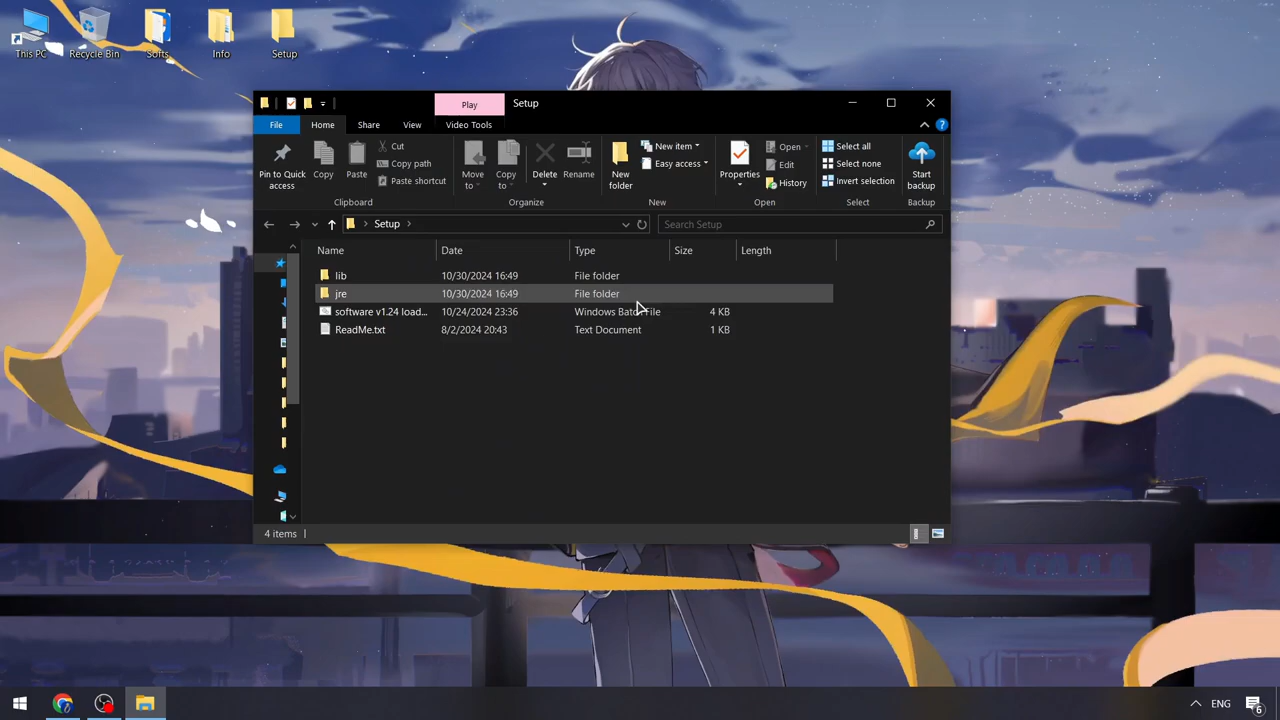 This PC
Recycle Bin
Softs
Info
Setup
Play
Setup
File
Home
Share
View
Video Tools
Pin to Quick access
Copy
Paste
Cut
Copy path
Paste shortcut
Clipboard
Move to
Copy to
Delete
Rename
Organize
New folder
New item
Easy access
New
Properties
Open
Edit
History
Open
Select all
Select none
Invert selection
Select
Start backup
Backup
Setup
Search Setup
Name Date Type Size Length
lib 10/30/2024 16:49 File folder
jre 10/30/2024 16:49 File folder
software v1.24 load... 10/24/2024 23:36 Windows Batch File 4 KB
ReadMe.txt 8/2/2024 20:43 Text Document 1 KB
4 items
ENG
6